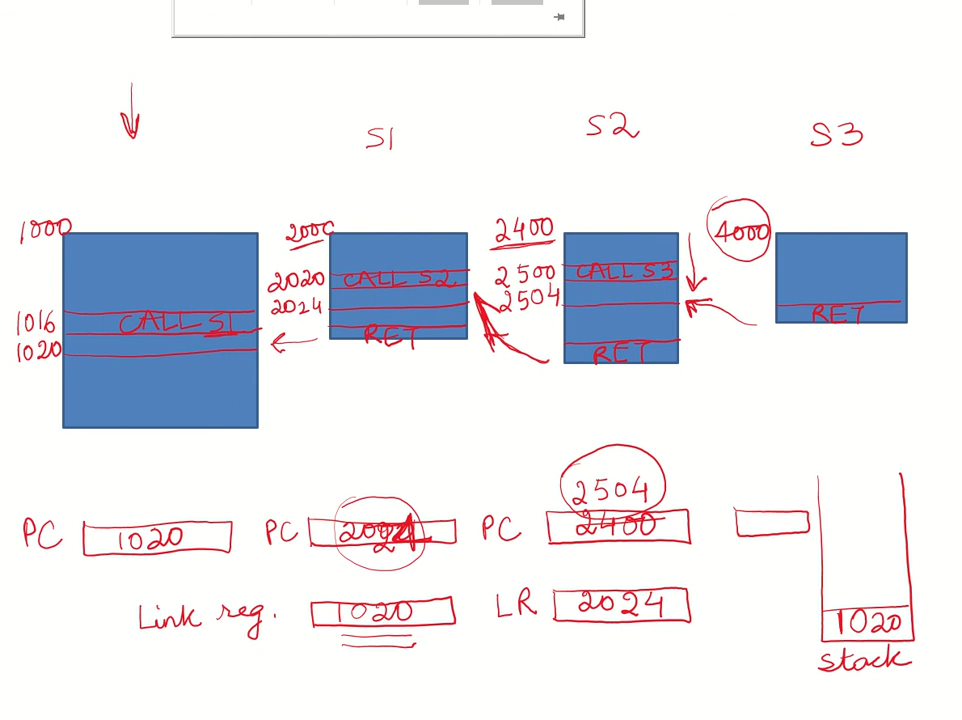 S1
S2
S3
1000
2000
2400
4000
2020
CALL S2
2500
CALL S3
2024
2504
1016
CALL S1
RET
RET
RET
1020
2504
PC
1020
PC
PC
2400
Link reg.
1020
LR
2024
1020
stack